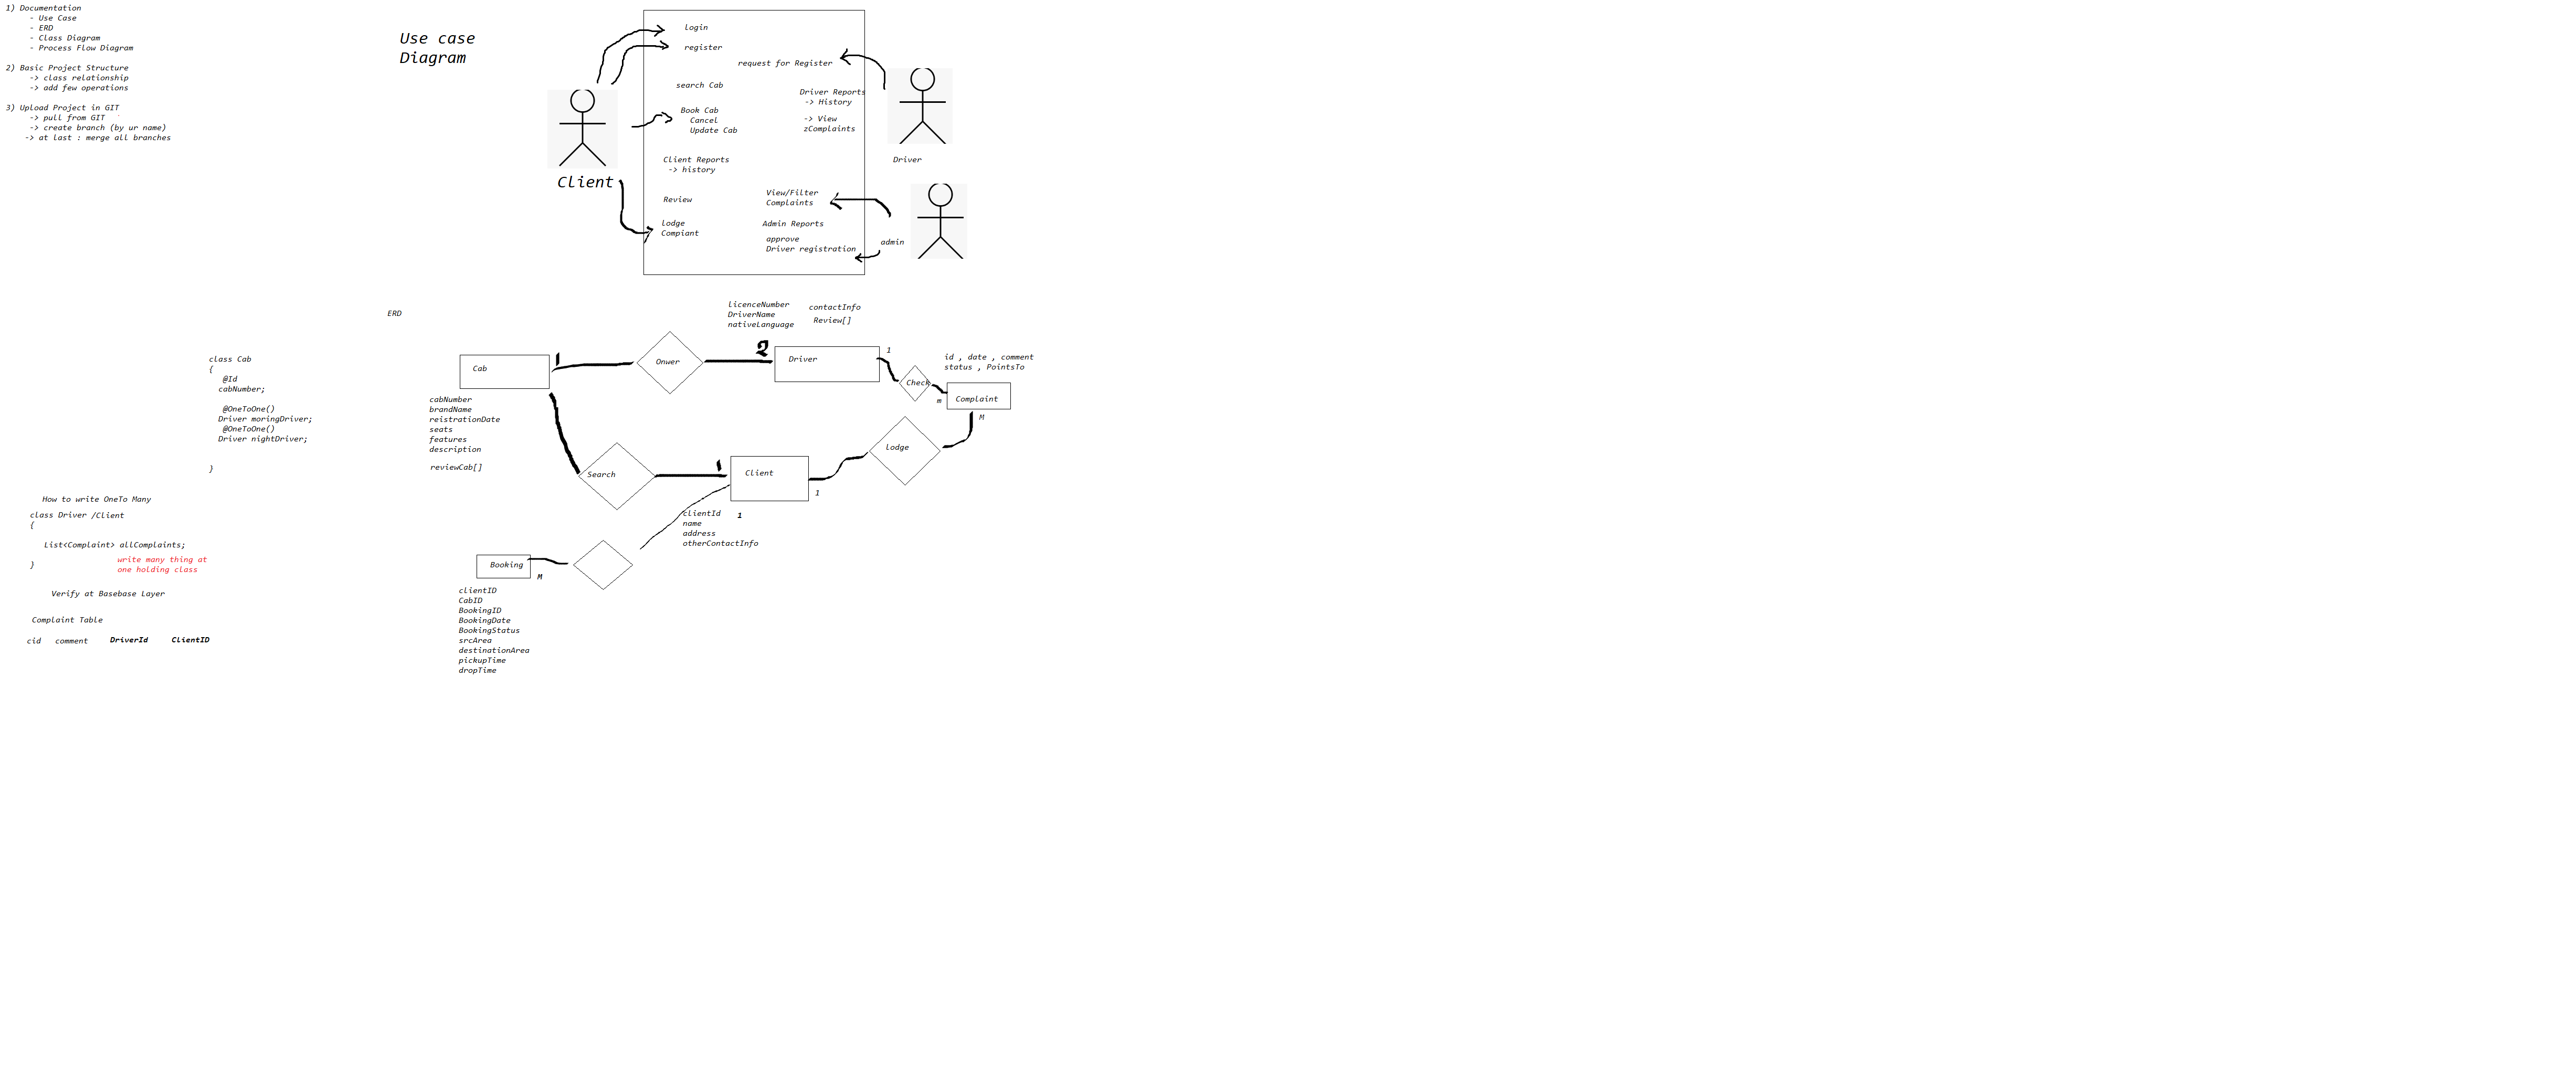 1) Documentation
- Use Case
- ERD
- Class Diagram
- Process Flow Diagram
2) Basic Project Structure
-> class relationship
-> add few operations
3) Upload Project in GIT
-> pull from GIT
-> create branch (by ur name)
-> at last : merge all branches
Use case
Diagram
login
register
request for Register
search Cab
Driver Reports
-> History
Book Cab
Cancel
Update Cab
-> View
zComplaints
Client Reports
-> history
Review
View/Filter
Complaints
lodge
Compiant
Admin Reports
approve
Driver registration
Client
Driver
admin
ERD
licenceNumber
DriverName
nativeLanguage
contactInfo
Review[]
Cab
1
Onwer
2
Driver
1
id , date , comment
status , PointsTo
Check
m
Complaint
M
cabNumber
brandName
reistrationDate
seats
features
description
reviewCab[]
Search
1
Client
1
Lodge
clientId
name
address
otherContactInfo
1
Booking
M
clientID
CabID
BookingID
BookingDate
BookingStatus
srcArea
destinationArea
pickupTime
dropTime
class Cab
{
@Id
cabNumber;
@OneToOne()
Driver moringDriver;
@OneToOne()
Driver nightDriver;
}
How to write OneTo Many
class Driver /Client
{
List<Complaint> allComplaints;
}
write many thing at
one holding class
Verify at Basebase Layer
Complaint Table
cid comment DriverId ClientID